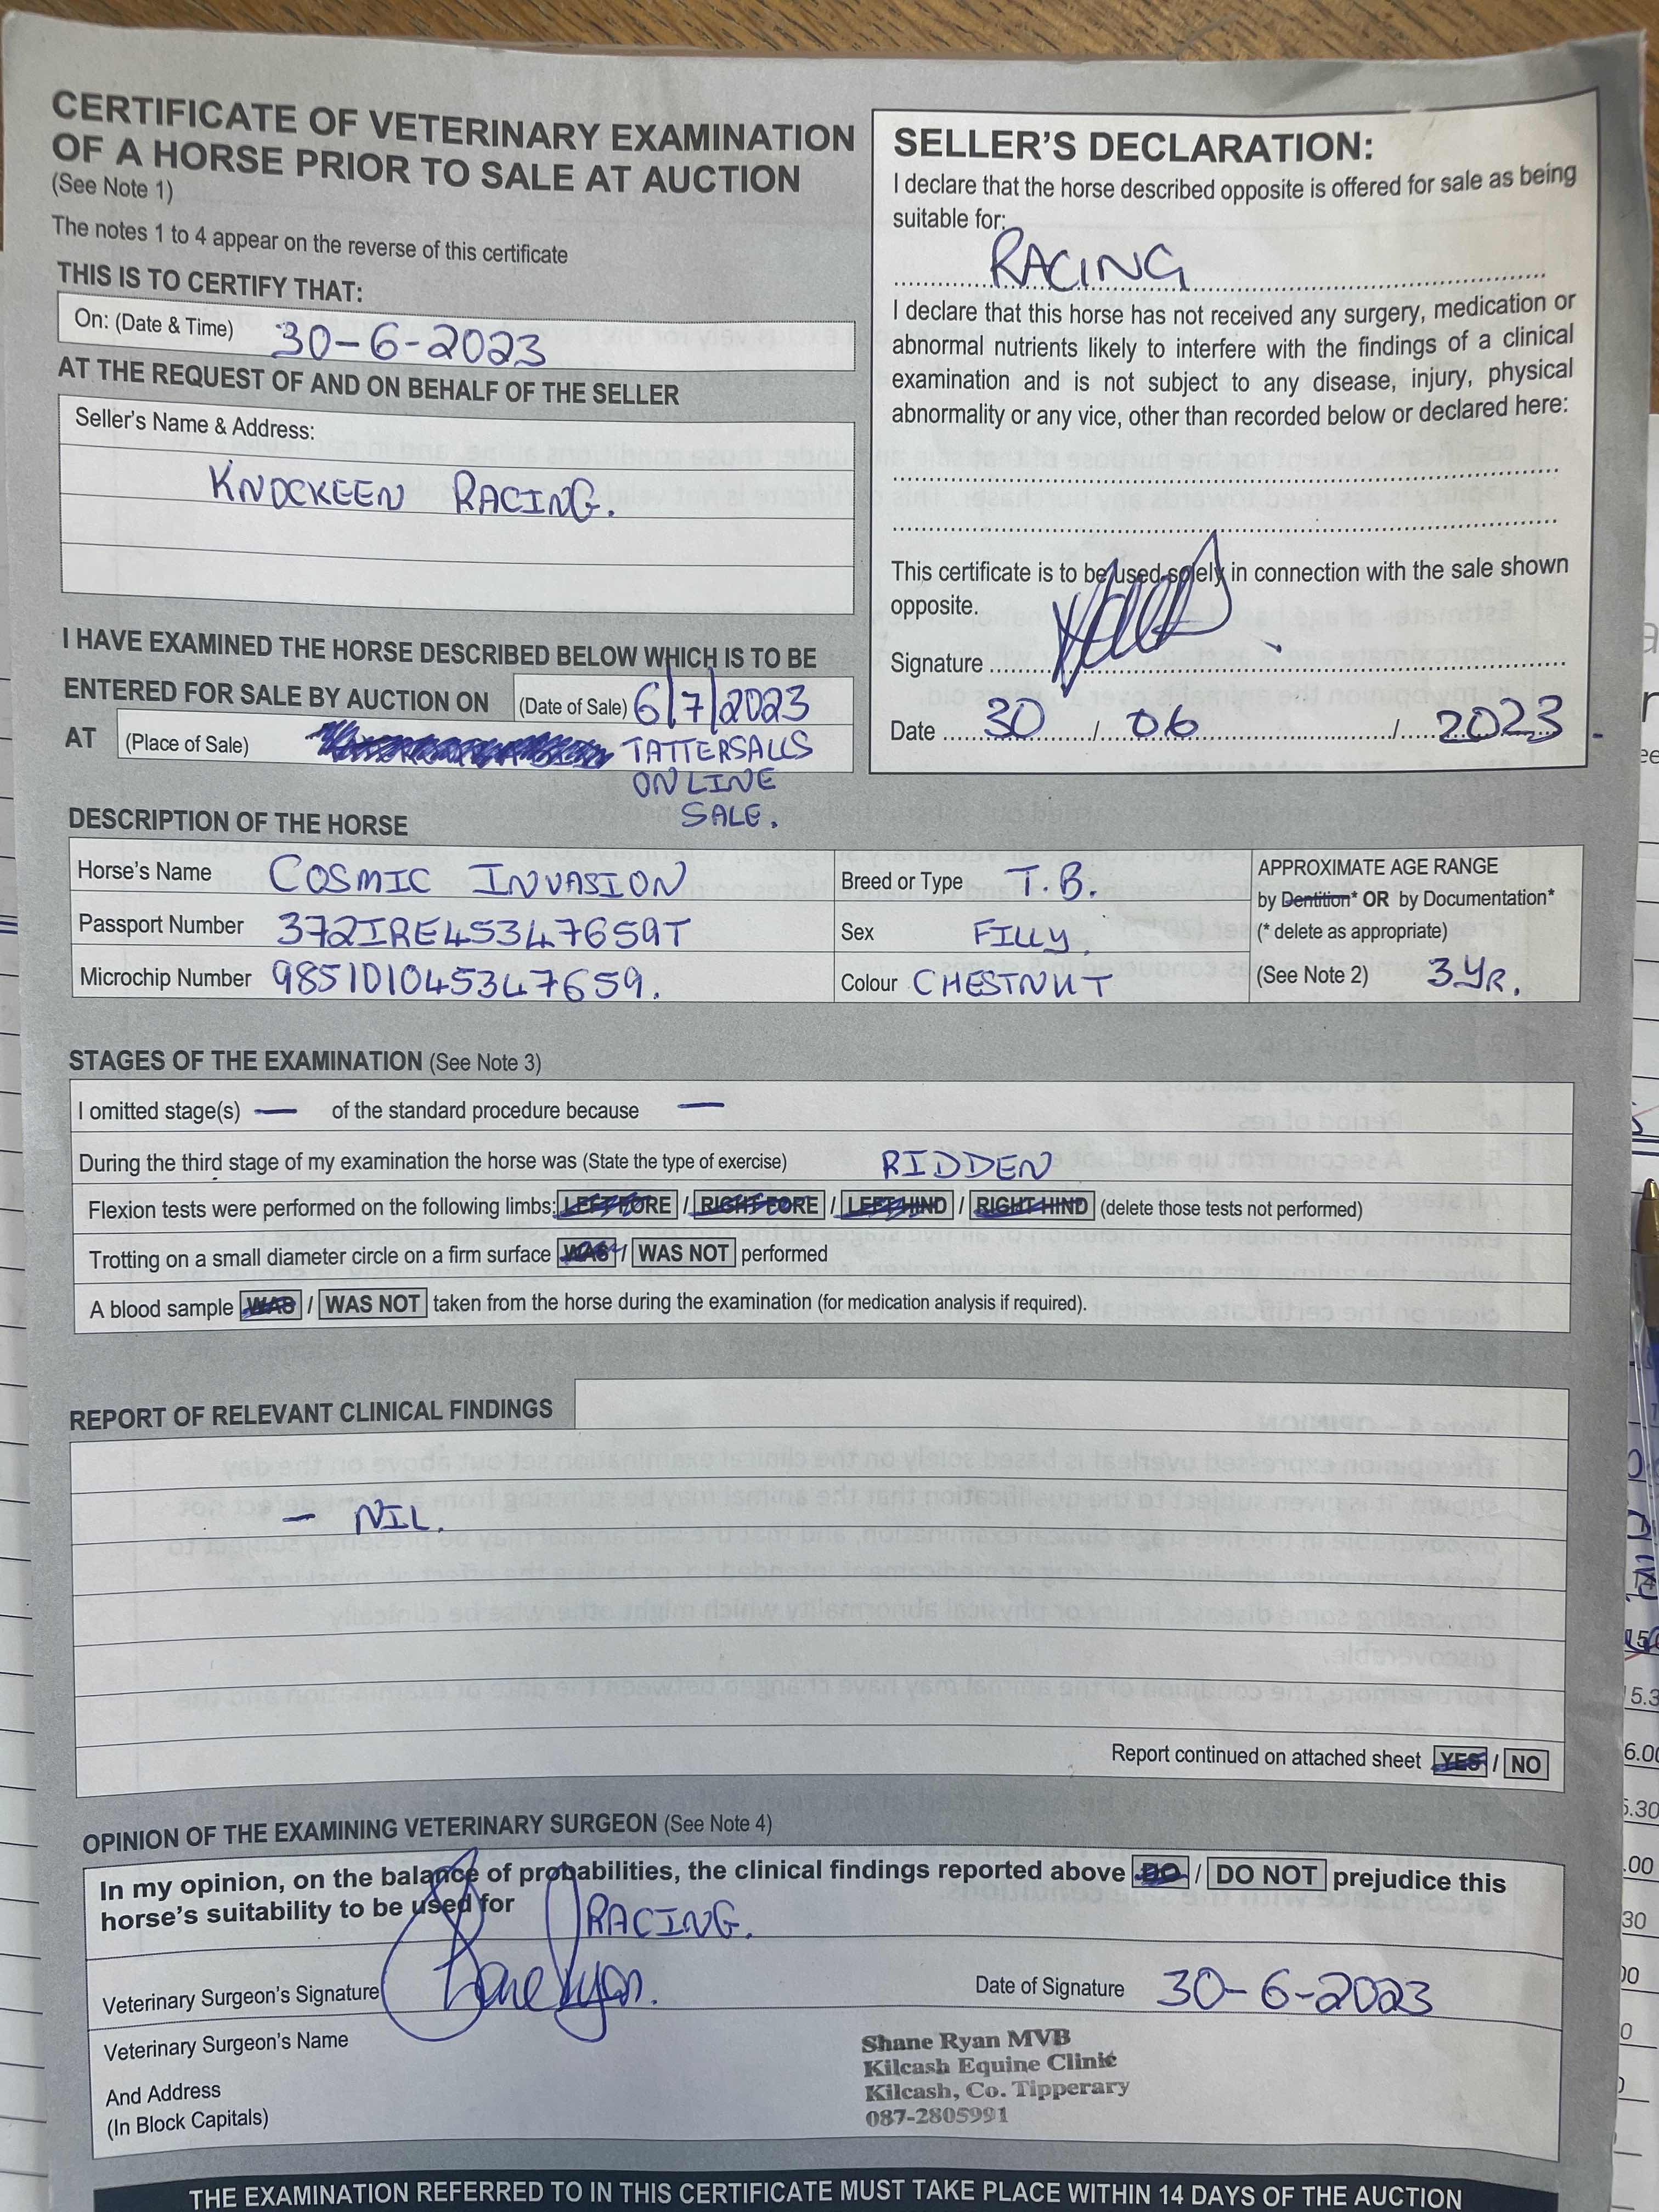 CERTIFICATE OF VETERINARY EXAMINATION
OF A HORSE PRIOR TO SALE AT AUCTION
(See Note 1)
The notes 1 to 4 appear on the reverse of this certificate
THIS IS TO CERTIFY THAT:
On: (Date & Time) 30-6-2023
AT THE REQUEST OF AND ON BEHALF OF THE SELLER
Seller's Name & Address:
KNOCKEEN RACING.
I HAVE EXAMINED THE HORSE DESCRIBED BELOW WHICH IS TO BE
ENTERED FOR SALE BY AUCTION ON (Date of Sale) 6/7/2023
AT (Place of Sale) TATTERSALLS
ONLINE
SALE.
SELLER'S DECLARATION:
I declare that the horse described opposite is offered for sale as being
suitable for:
RACING
I declare that this horse has not received any surgery, medication or
abnormal nutrients likely to interfere with the findings of a clinical
examination and is not subject to any disease, injury, physical
abnormality or any vice, other than recorded below or declared here:
This certificate is to be used solely in connection with the sale shown
opposite.
Signature
Date 30 / 06 / 2023
DESCRIPTION OF THE HORSE
Horse's Name COSMIC INVASION
Passport Number 372IRE45347659T
Microchip Number 985101045347659.
Breed or Type T.B.
Sex FILLY
Colour CHESTNUT
APPROXIMATE AGE RANGE
by Dentition* OR by Documentation*
(* delete as appropriate)
(See Note 2) 3 YR.
STAGES OF THE EXAMINATION (See Note 3)
I omitted stage(s) — of the standard procedure because —
During the third stage of my examination the horse was (State the type of exercise) RIDDEN
Flexion tests were performed on the following limbs: LEFT FORE / RIGHT FORE / LEFT HIND / RIGHT HIND (delete those tests not performed)
Trotting on a small diameter circle on a firm surface WAS / WAS NOT performed
A blood sample WAS / WAS NOT taken from the horse during the examination (for medication analysis if required).
REPORT OF RELEVANT CLINICAL FINDINGS
— NIL.
Report continued on attached sheet YES / NO
OPINION OF THE EXAMINING VETERINARY SURGEON (See Note 4)
In my opinion, on the balance of probabilities, the clinical findings reported above DO / DO NOT prejudice this
horse's suitability to be used for RACING.
Veterinary Surgeon's Signature Shane Ryan. Date of Signature 30-6-2023
Veterinary Surgeon's Name
And Address
(In Block Capitals)
Shane Ryan MVB
Kilcash Equine Clinic
Kilcash, Co. Tipperary
087-2805991
THE EXAMINATION REFERRED TO IN THIS CERTIFICATE MUST TAKE PLACE WITHIN 14 DAYS OF THE AUCTION